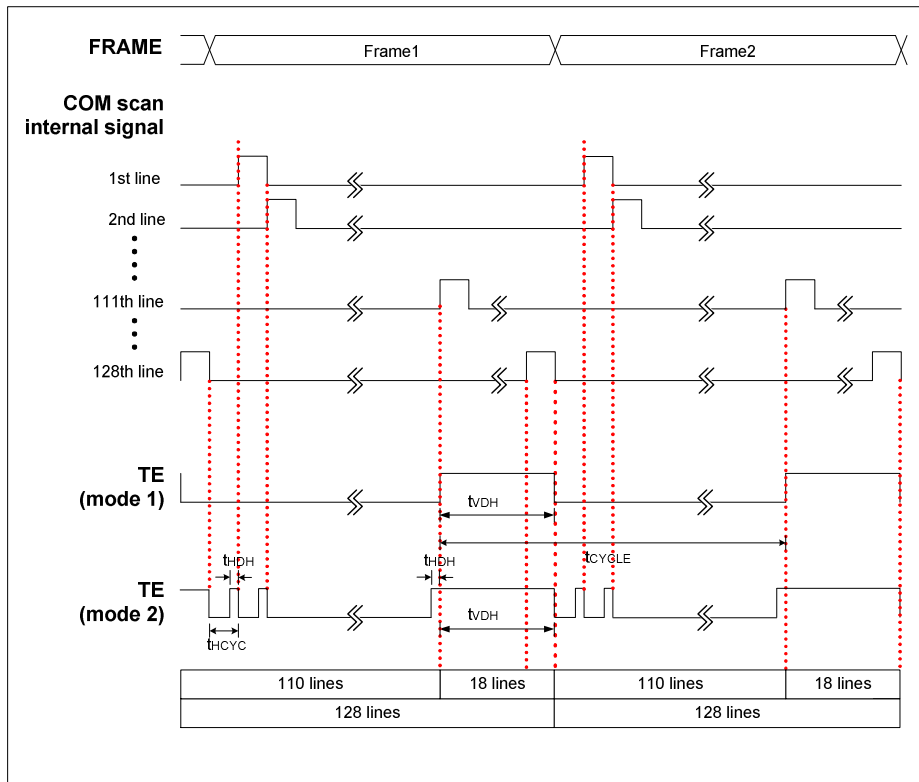 FRAME
Frame1
Frame2
COM scan
internal signal
1st line
2nd line
111th line
128th line
TE
(mode 1)
tVDH
tCYCLE
tHDH
tHDH
TE
(mode 2)
tVDH
tHCYC
110 lines
18 lines
110 lines
18 lines
128 lines
128 lines